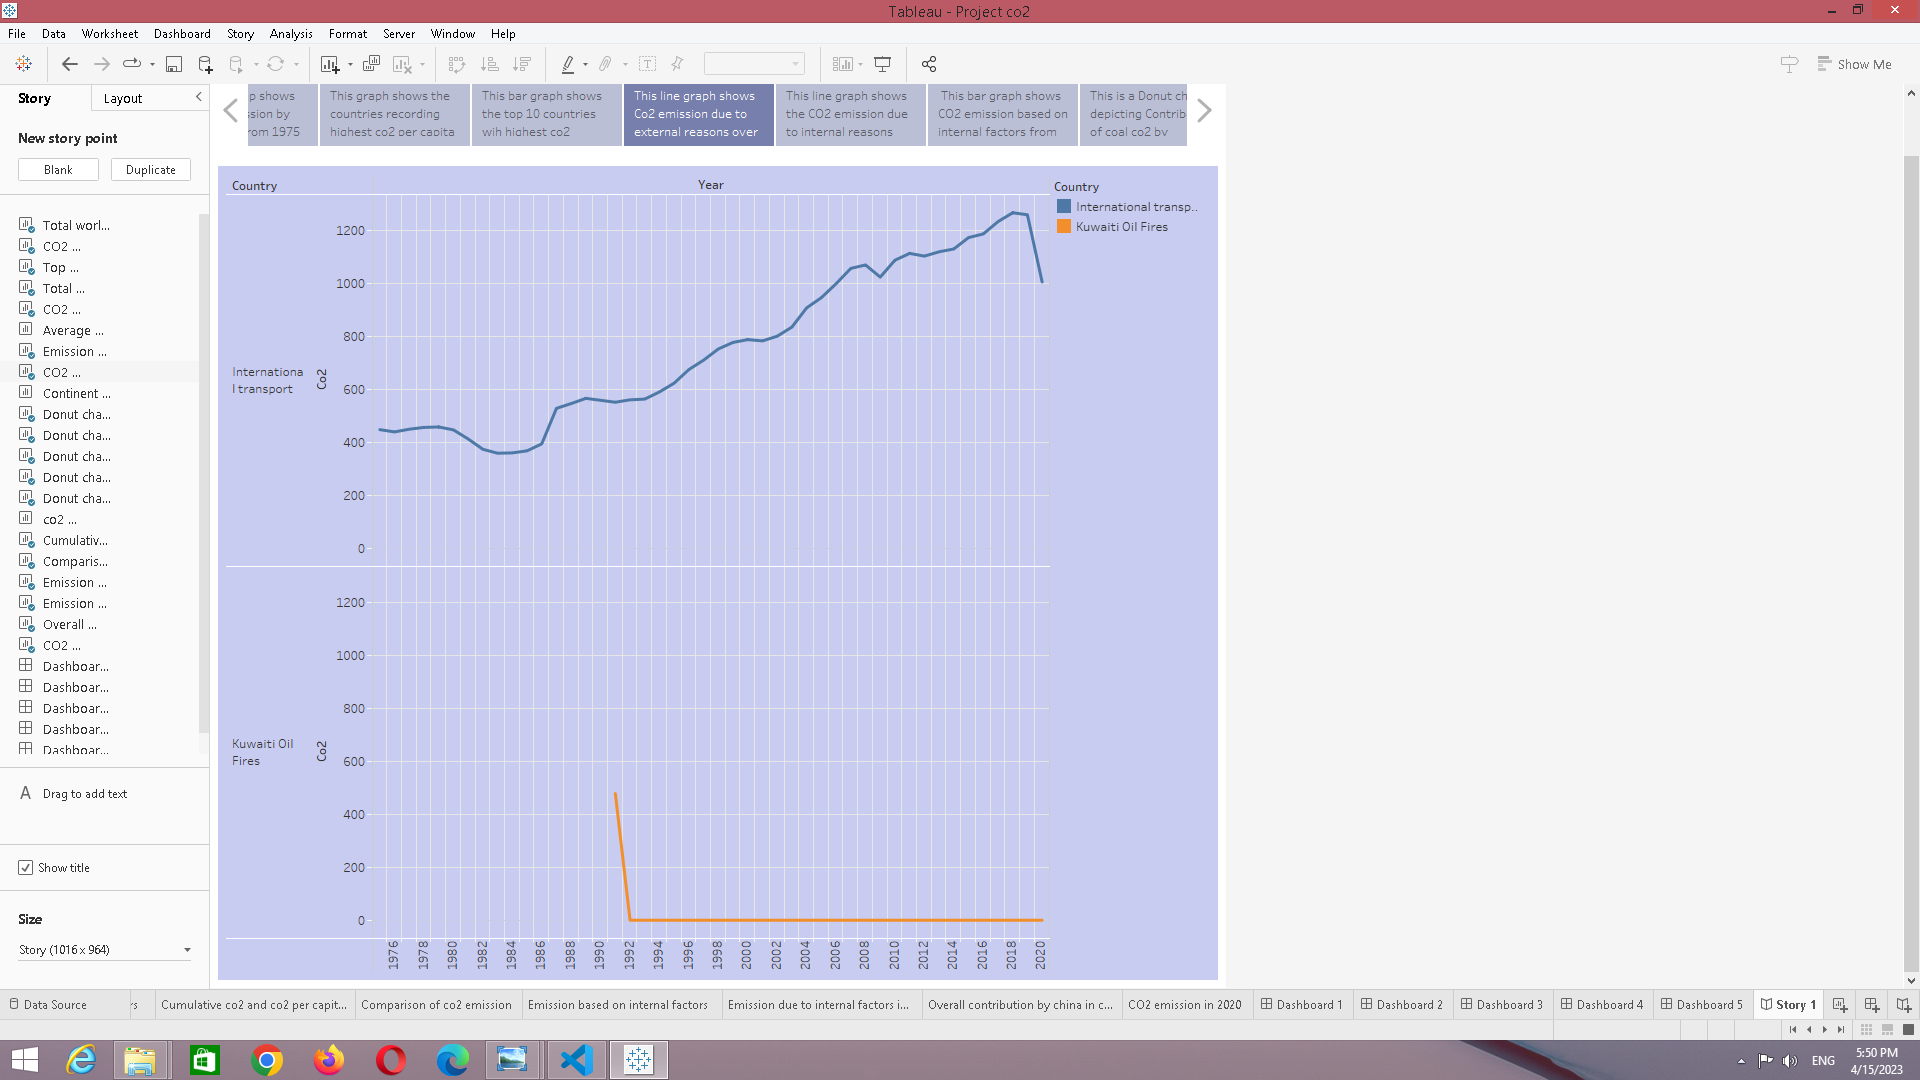 Tableau - Project co2
File Data Worksheet Dashboard Story Analysis Format Server Window Help
Show Me
Story Layout
New story point
Blank Duplicate
Total worl...
CO2 ...
Top ...
Total ...
CO2 ...
Average ...
Emission ...
CO2 ...
Continent ...
Donut cha...
Donut cha...
Donut cha...
Donut cha...
Donut cha...
co2 ...
Cumulativ...
Comparis...
Emission ...
Emission ...
Overall ...
CO2 ...
Dashboar...
Dashboar...
Dashboar...
Dashboar...
Dashboar...
A Drag to add text
Show title
Size
Story (1016 x 964)
p shows
sion by
rom 1975
This graph shows the
countries recording
highest co2 per capita
This bar graph shows
the top 10 countries
wih highest co2
This line graph shows
Co2 emission due to
external reasons over
This line graph shows
the CO2 emission due
to internal reasons
This bar graph shows
CO2 emission based on
internal factors from
This is a Donut ch
depicting Contrib
of coal co2 by
Country Year
1200
1000
800
600
400
200
0
Internationa
l transport
Co2
1200
1000
800
600
400
200
0
Kuwaiti Oil
Fires
Co2
1976 1978 1980 1982 1984 1986 1988 1990 1992 1994 1996 1998 2000 2002 2004 2006 2008 2010 2012 2014 2016 2018 2020
Country
International transp..
Kuwaiti Oil Fires
Data Source rs Cumulative co2 and co2 per capit... Comparison of co2 emission Emission based on internal factors Emission due to internal factors i... Overall contribution by china in c... CO2 emission in 2020 Dashboard 1 Dashboard 2 Dashboard 3 Dashboard 4 Dashboard 5 Story 1
ENG
5:50 PM
4/15/2023